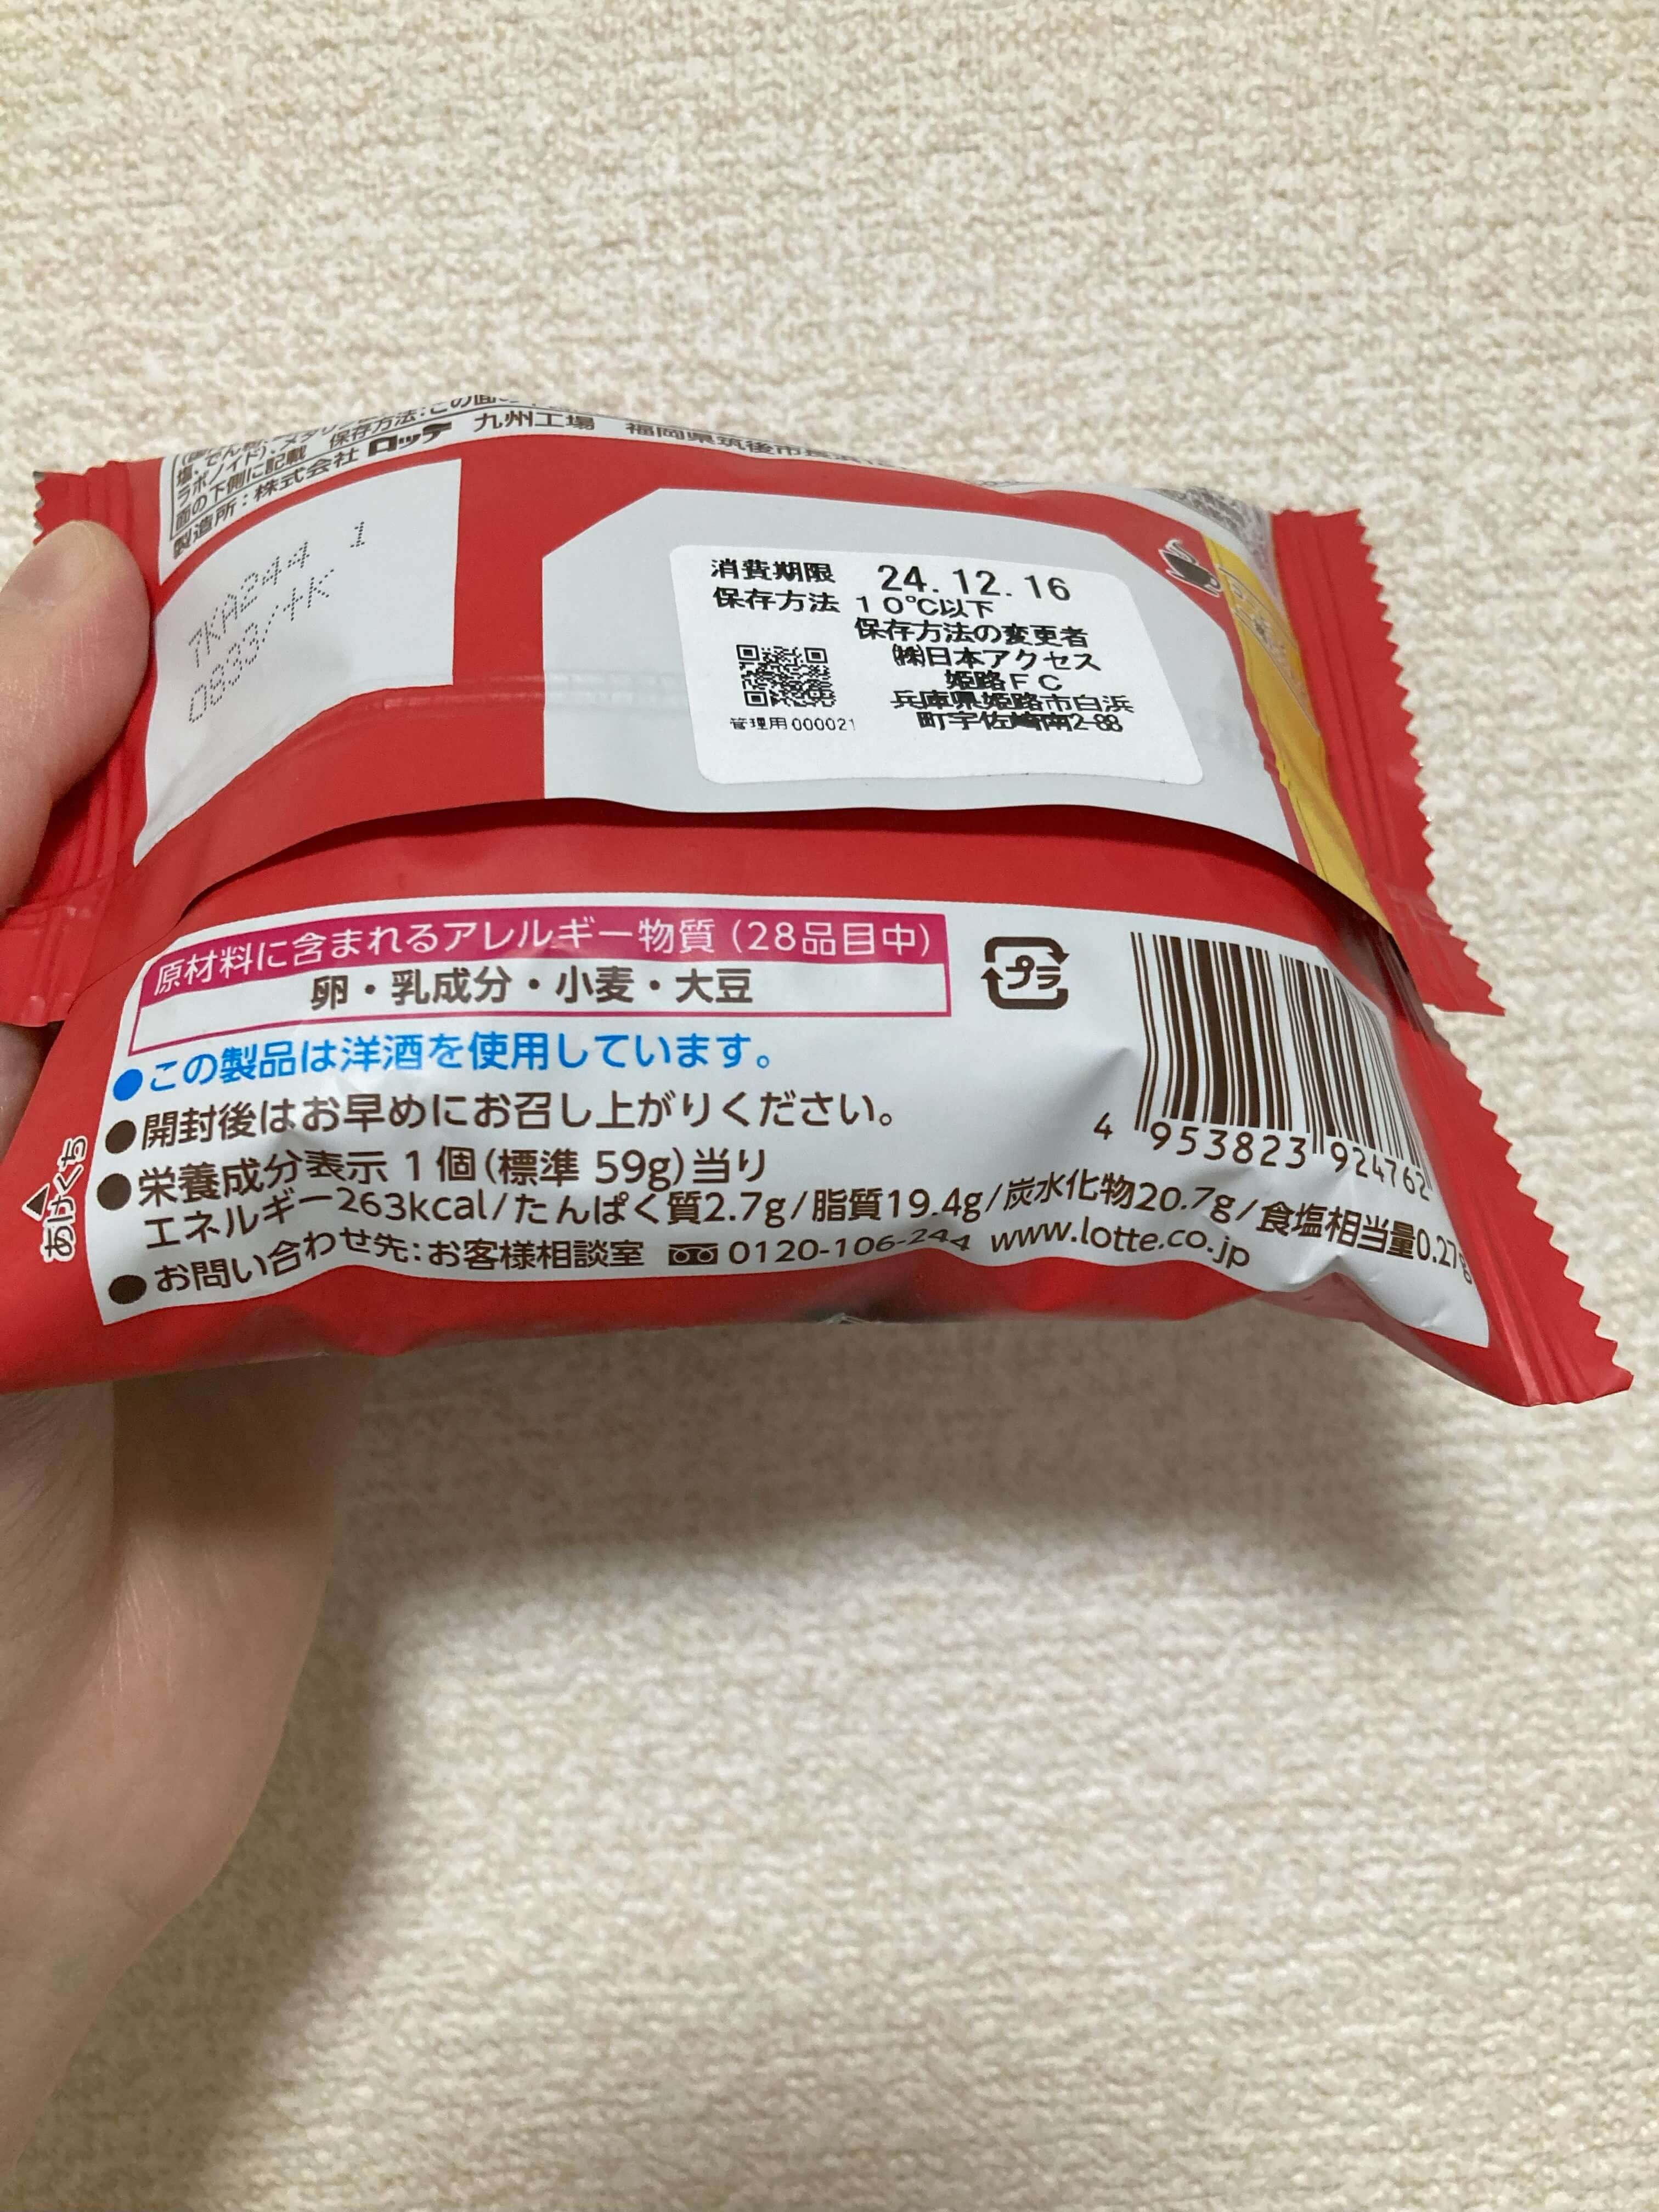 保存方法:この面の
ラボノイド)、
面の下側に記載
製造所:株式会社 ロッテ 九州工場 福岡県筑後市
7KA244 1
0833/+K
消費期限 24.12.16
保存方法 10℃以下
保存方法の変更者
㈱日本アクセス
姫路FC
兵庫県姫路市白浜
町宇佐崎南2-88
管理用000021
原材料に含まれるアレルギー物質(28品目中)
卵・乳成分・小麦・大豆
プラ
●この製品は洋酒を使用しています。
●開封後はお早めにお召し上がりください。
●栄養成分表示 1個(標準 59g)当り
エネルギー263kcal/たんぱく質2.7g/脂質19.4g/炭水化物20.7g/食塩相当量0.27g
●お問い合わせ先:お客様相談室 0120-106-244 www.lotte.co.jp
4 953823 924762
▲あけくち